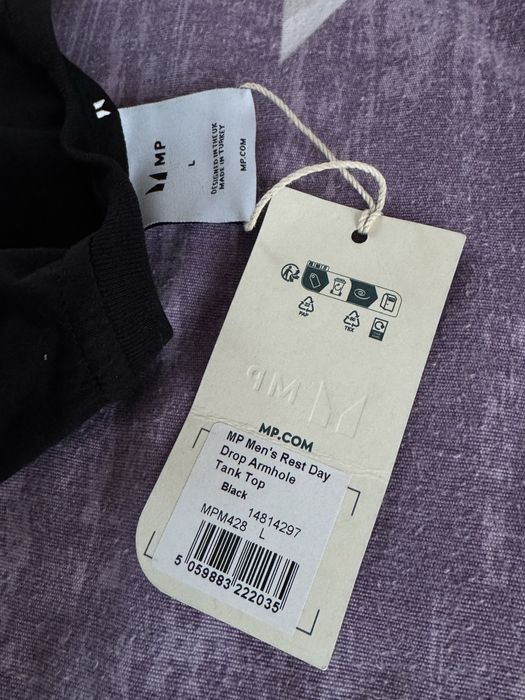 MP
L
DESIGNED IN THE UK
MADE IN TURKEY
MP.COM
PAP
TEX
MP
MP.COM
MP Men's Rest Day
Drop Armhole
Tank Top
Black
14814297
MPM428 L
5 059883 222035